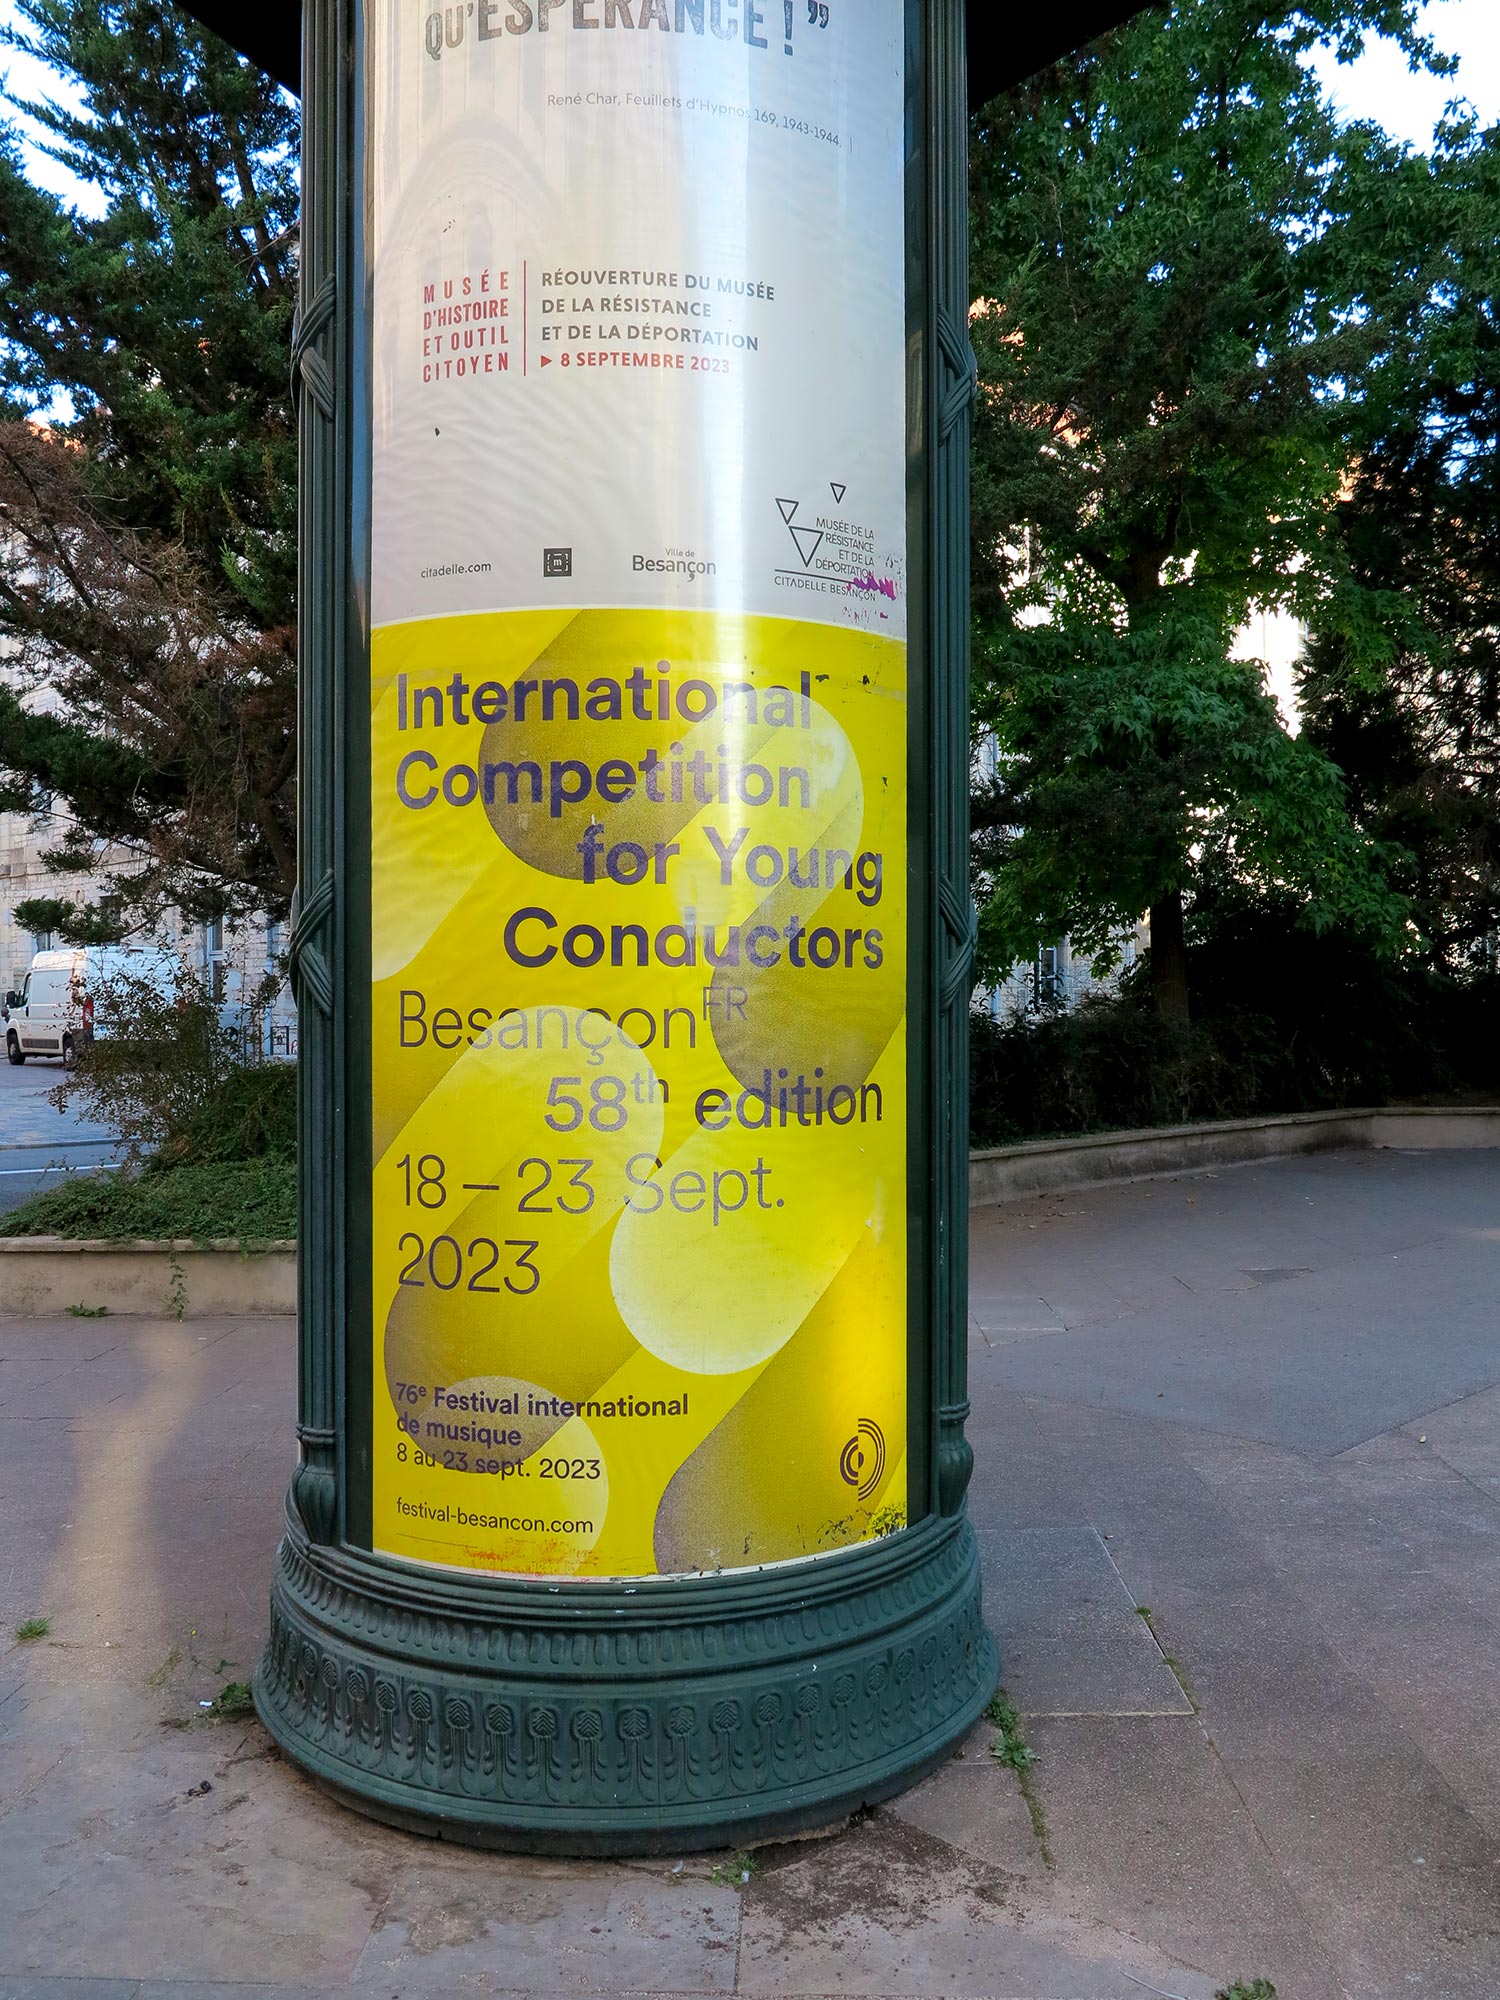 QU'ESPÉRANCE ! ”
René Char, Feuillets d'Hypnos 169, 1943-1944.
MUSÉE
D'HISTOIRE
ET OUTIL
CITOYEN
RÉOUVERTURE DU MUSÉE
DE LA RÉSISTANCE
ET DE LA DÉPORTATION
▶ 8 SEPTEMBRE 2023
citadelle.com
m
Ville de
Besançon
MUSÉE DE LA
RÉSISTANCE
ET DE LA
DÉPORTATION
CITADELLE BESANÇON
International
Competition
for Young
Conductors
Besançon FR
58th edition
18 – 23 Sept.
2023
76e Festival international
de musique
8 au 23 sept. 2023
festival-besancon.com